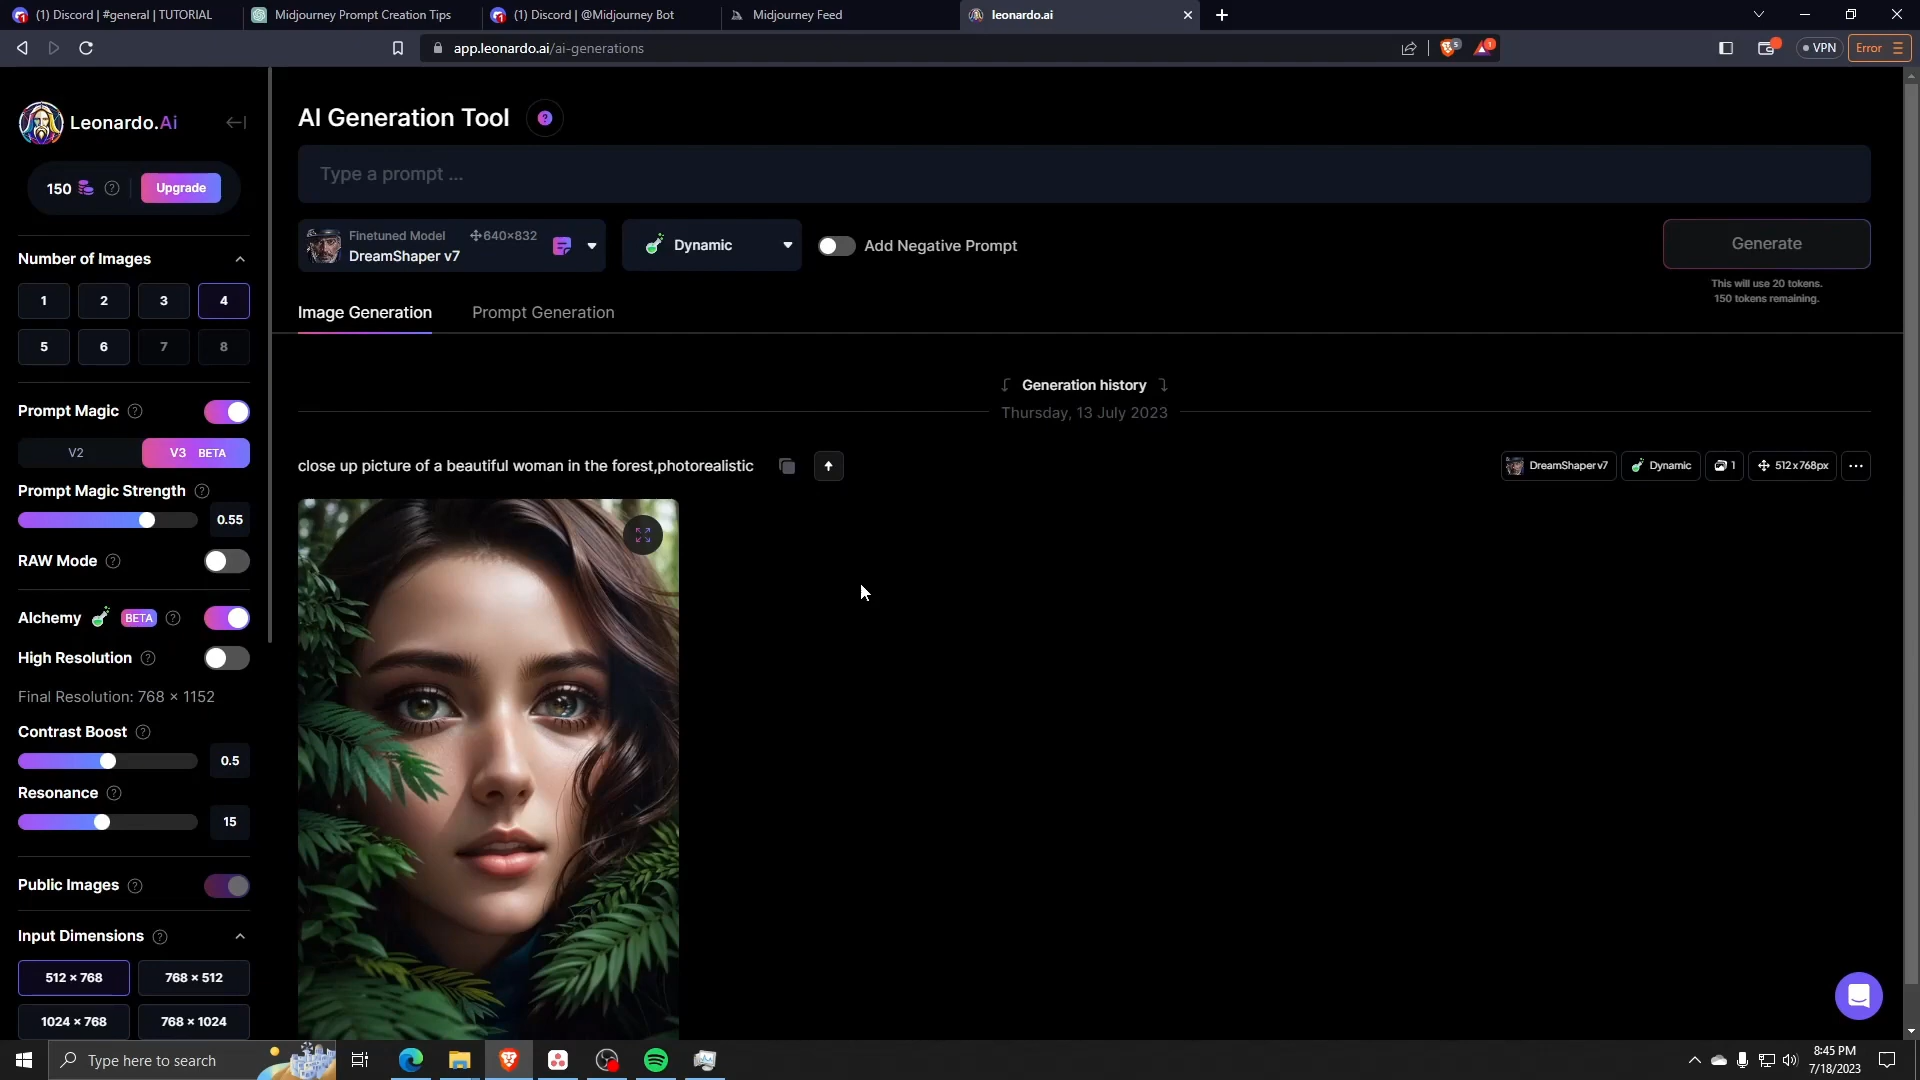 (1) Discord | #general | TUTORIAL
Midjourney Prompt Creation Tips
(1) Discord | @Midjourney Bot
Midjourney Feed
leonardo.ai
app.leonardo.ai/ai-generations
5
1
VPN
Error
Leonardo.Ai
150
Upgrade
Number of Images
1 2 3 4
5 6 7 8
Prompt Magic
V2 V3 BETA
Prompt Magic Strength
0.55
RAW Mode
Alchemy BETA
High Resolution
Final Resolution: 768 × 1152
Contrast Boost
0.5
Resonance
15
Public Images
Input Dimensions
512 × 768 768 × 512
1024 × 768 768 × 1024
AI Generation Tool
Type a prompt ...
Finetuned Model 640×832
DreamShaper v7
Dynamic
Add Negative Prompt
Generate
This will use 20 tokens.
150 tokens remaining.
Image Generation
Prompt Generation
Generation history
Thursday, 13 July 2023
close up picture of a beautiful woman in the forest,photorealistic
DreamShaper v7
Dynamic
1
512 x 768px
Type here to search
8:45 PM
7/18/2023